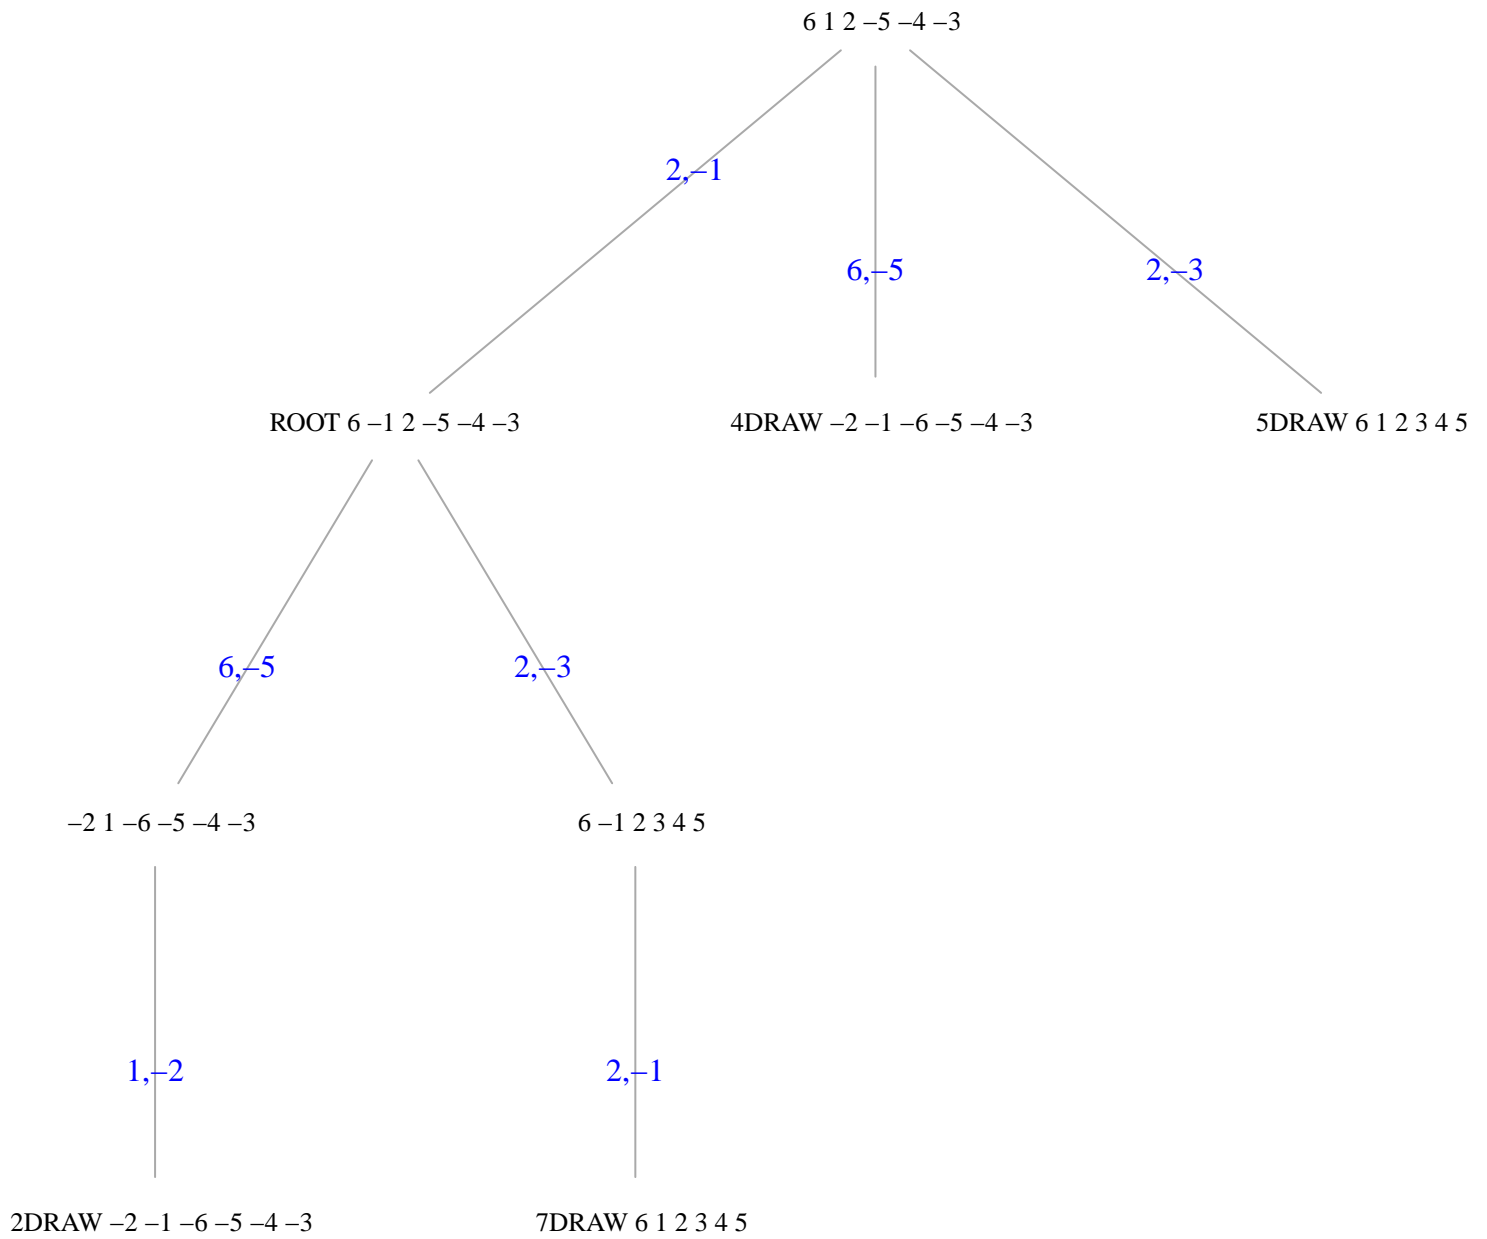 6 1 2 –5 –4 –3
2,–1
6,–5
2,–3
ROOT 6 –1 2 –5 –4 –3
4DRAW –2 –1 –6 –5 –4 –3
5DRAW 6 1 2 3 4 5
6,–5
2,–3
–2 1 –6 –5 –4 –3
6 –1 2 3 4 5
1,–2
2,–1
2DRAW –2 –1 –6 –5 –4 –3
7DRAW 6 1 2 3 4 5